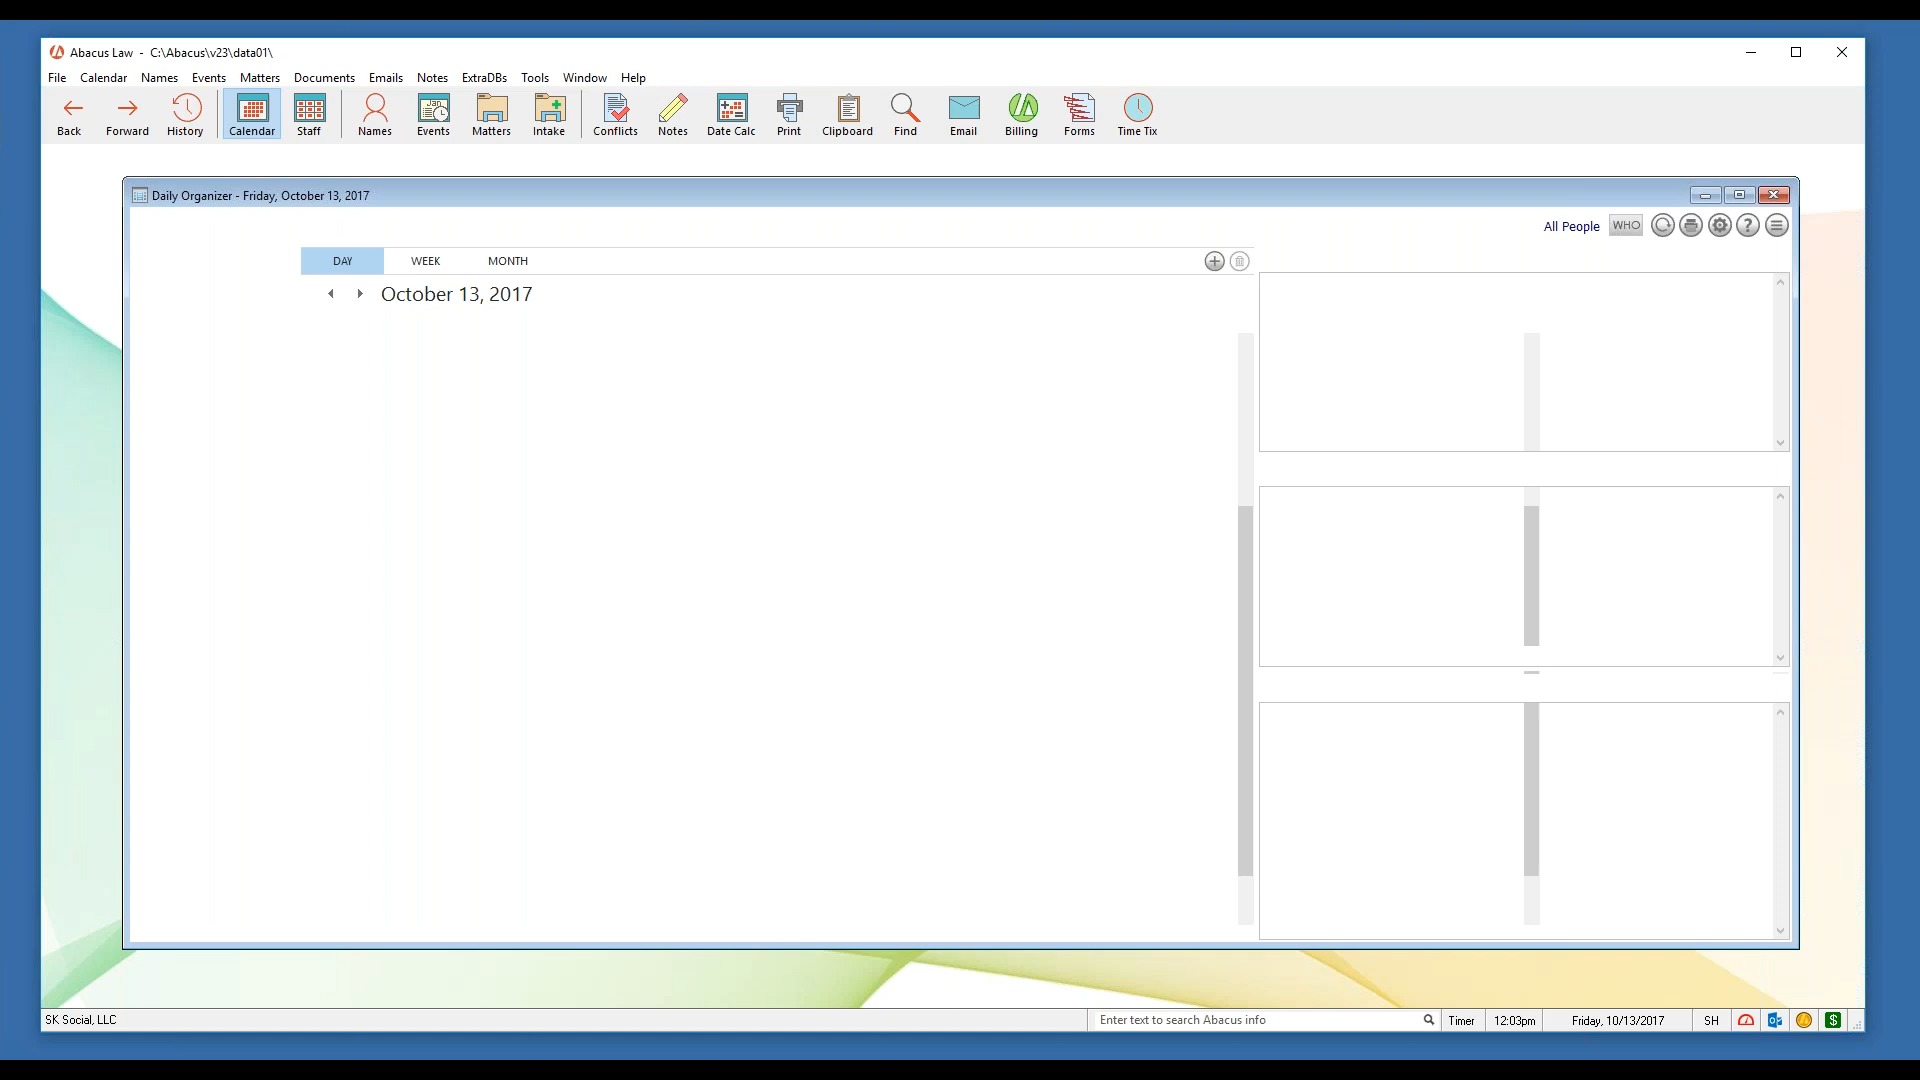 Abacus Law - C:\Abacus\v23\data01\
File Calendar Names Events Matters Documents Emails Notes ExtraDBs Tools Window Help
Back Forward History Calendar Staff Names Events Matters Intake Conflicts Notes Date Calc Print Clipboard Find Email Billing Forms Time Tix
Daily Organizer - Friday, October 13, 2017
All People WHO
DAY WEEK MONTH
October 13, 2017
SK Social, LLC Enter text to search Abacus info Timer 12:03pm Friday, 10/13/2017 SH